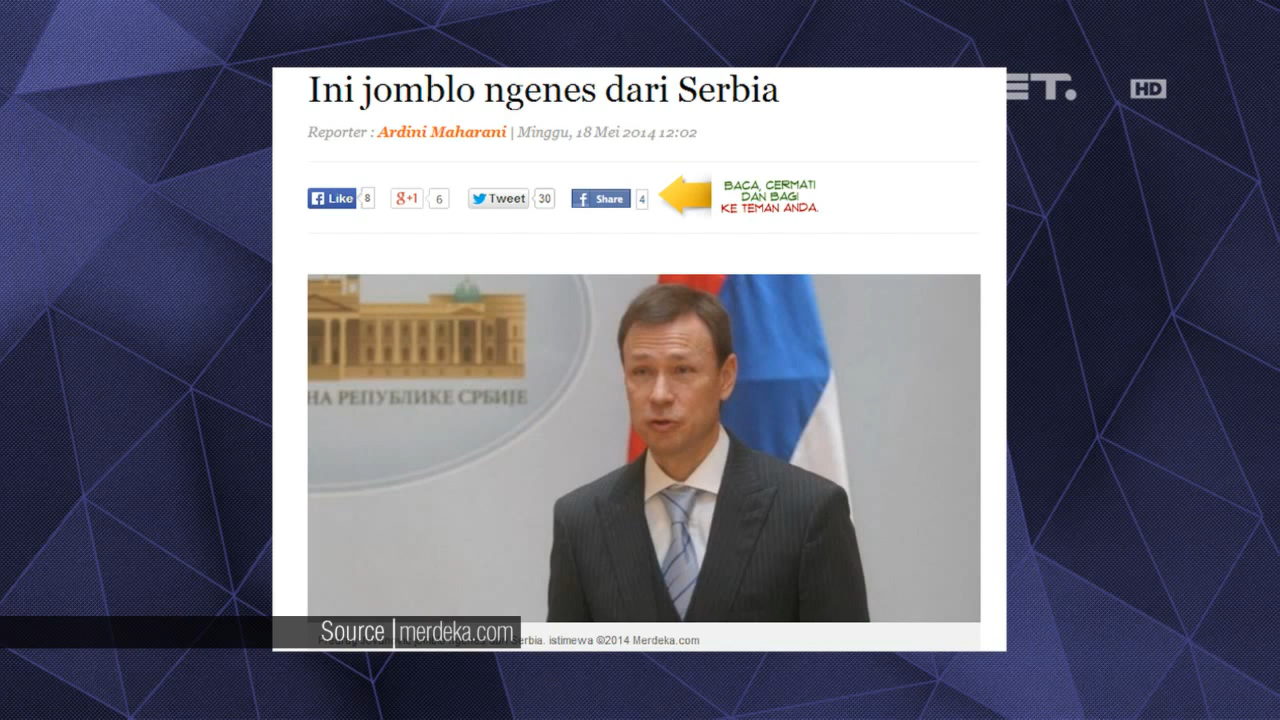 Ini jomblo ngenes dari Serbia
ET.
HD
Reporter : Ardini Maharani | Minggu, 18 Mei 2014 12:02
Like 8
g+1 6
Tweet 30
Share 4
BACA, CERMATI
DAN BAGI
KE TEMAN ANDA.
НА РЕПУБЛИКЕ СРБИЈЕ
Source | merdeka.com
erbia. istimewa ©2014 Merdeka.com